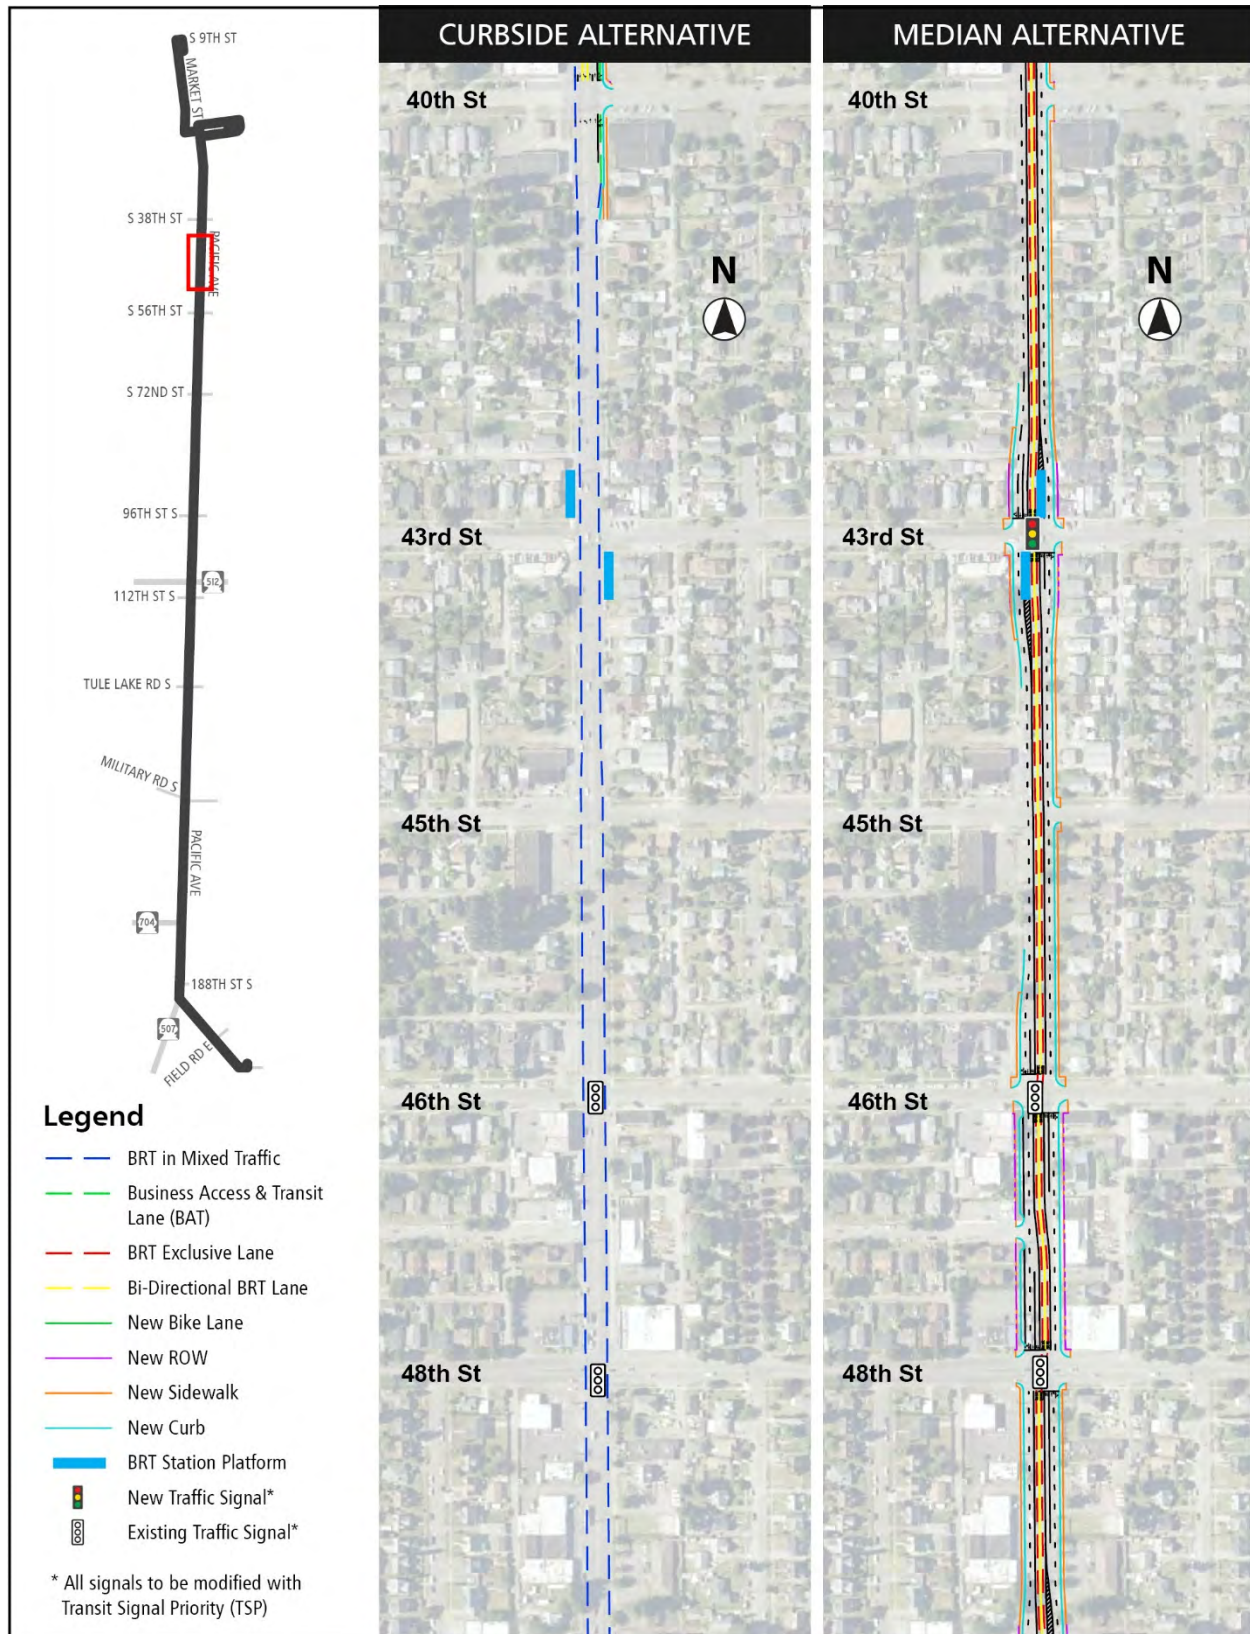 S 9TH ST
MARKET ST
S 38TH ST
PACIFIC AVE
S 56TH ST
S 72ND ST
96TH ST S
512
112TH ST S
TULE LAKE RD S
MILITARY RD S
PACIFIC AVE
704
188TH ST S
507
FIELD RD E
Legend
BRT in Mixed Traffic
Business Access & Transit
Lane (BAT)
BRT Exclusive Lane
Bi-Directional BRT Lane
New Bike Lane
New ROW
New Sidewalk
New Curb
BRT Station Platform
New Traffic Signal*
Existing Traffic Signal*
* All signals to be modified with
Transit Signal Priority (TSP)
CURBSIDE ALTERNATIVE
40th St
N
43rd St
45th St
46th St
48th St
MEDIAN ALTERNATIVE
40th St
N
43rd St
45th St
46th St
48th St